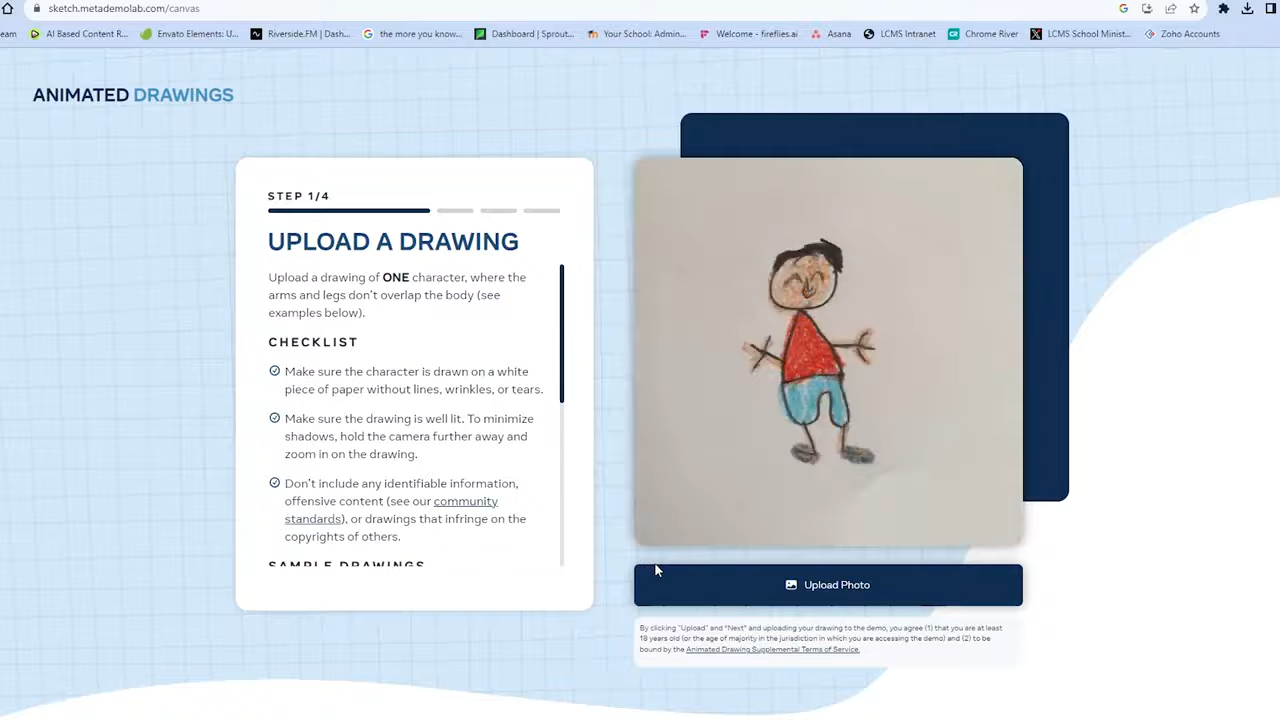 sketch.metademolab.com/canvas
eam AI Based Content R... Envato Elements: U... Riverside.FM | Dash... the more you know... Dashboard | Sprout... Your School: Admin... Welcome - fireflies.ai Asana LCMS Intranet Chrome River LCMS School Minist... Zoho Accounts
ANIMATED DRAWINGS
STEP 1/4
UPLOAD A DRAWING
Upload a drawing of ONE character, where the
arms and legs don't overlap the body (see
examples below).
CHECKLIST
Make sure the character is drawn on a white
piece of paper without lines, wrinkles, or tears.
Make sure the drawing is well lit. To minimize
shadows, hold the camera further away and
zoom in on the drawing.
Don't include any identifiable information,
offensive content (see our community
standards), or drawings that infringe on the
copyrights of others.
SAMPLE DRAWINGS
Upload Photo
By clicking "Upload" and "Next" and uploading your drawing to the demo, you agree (1) that you are at least
18 years old (or the age of majority in the jurisdiction in which you are accessing the demo) and (2) to be
bound by the Animated Drawing Supplemental Terms of Service.